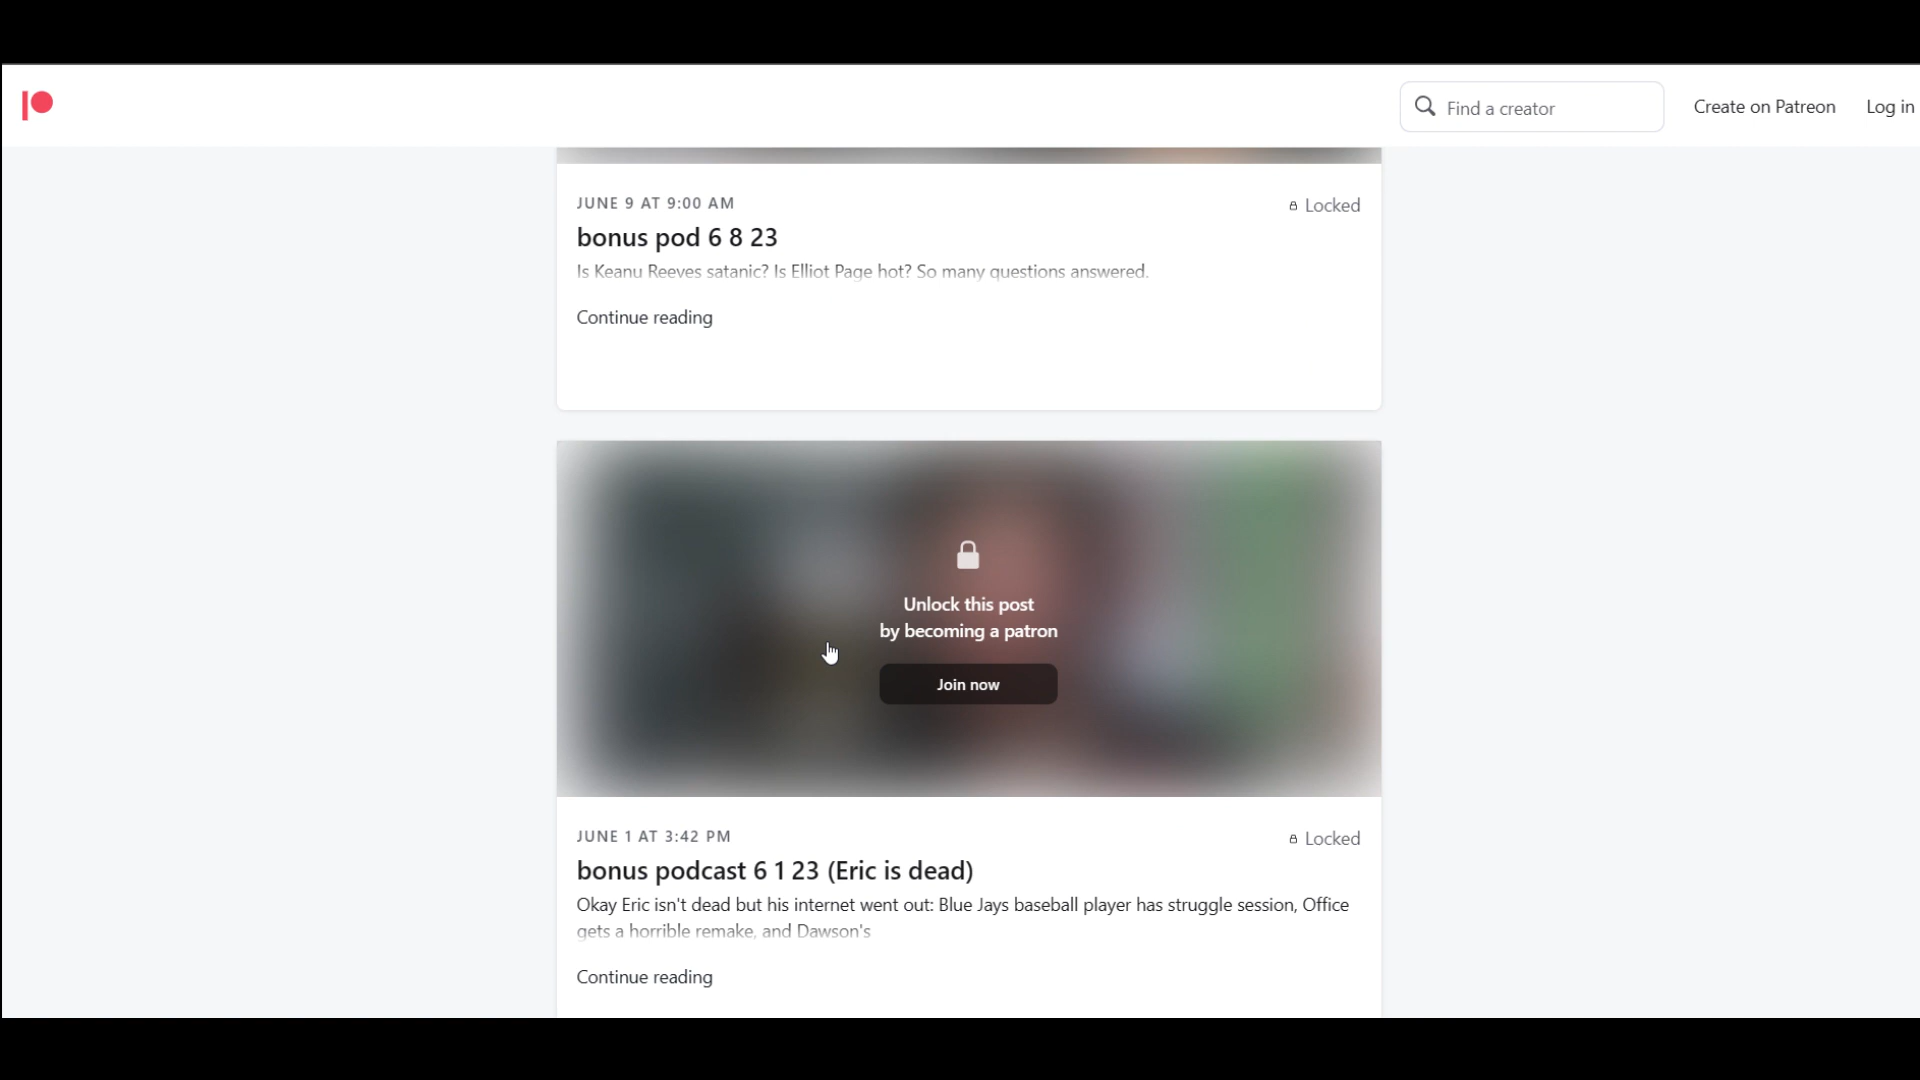 Find a creator
Create on Patreon
Log in
JUNE 9 AT 9:00 AM
Locked
bonus pod 6 8 23
Is Keanu Reeves satanic? Is Elliot Page hot? So many questions answered.
Continue reading
Unlock this post
by becoming a patron
Join now
JUNE 1 AT 3:42 PM
Locked
bonus podcast 6 1 23 (Eric is dead)
Okay Eric isn't dead but his internet went out: Blue Jays baseball player has struggle session, Office
gets a horrible remake, and Dawson's
Continue reading